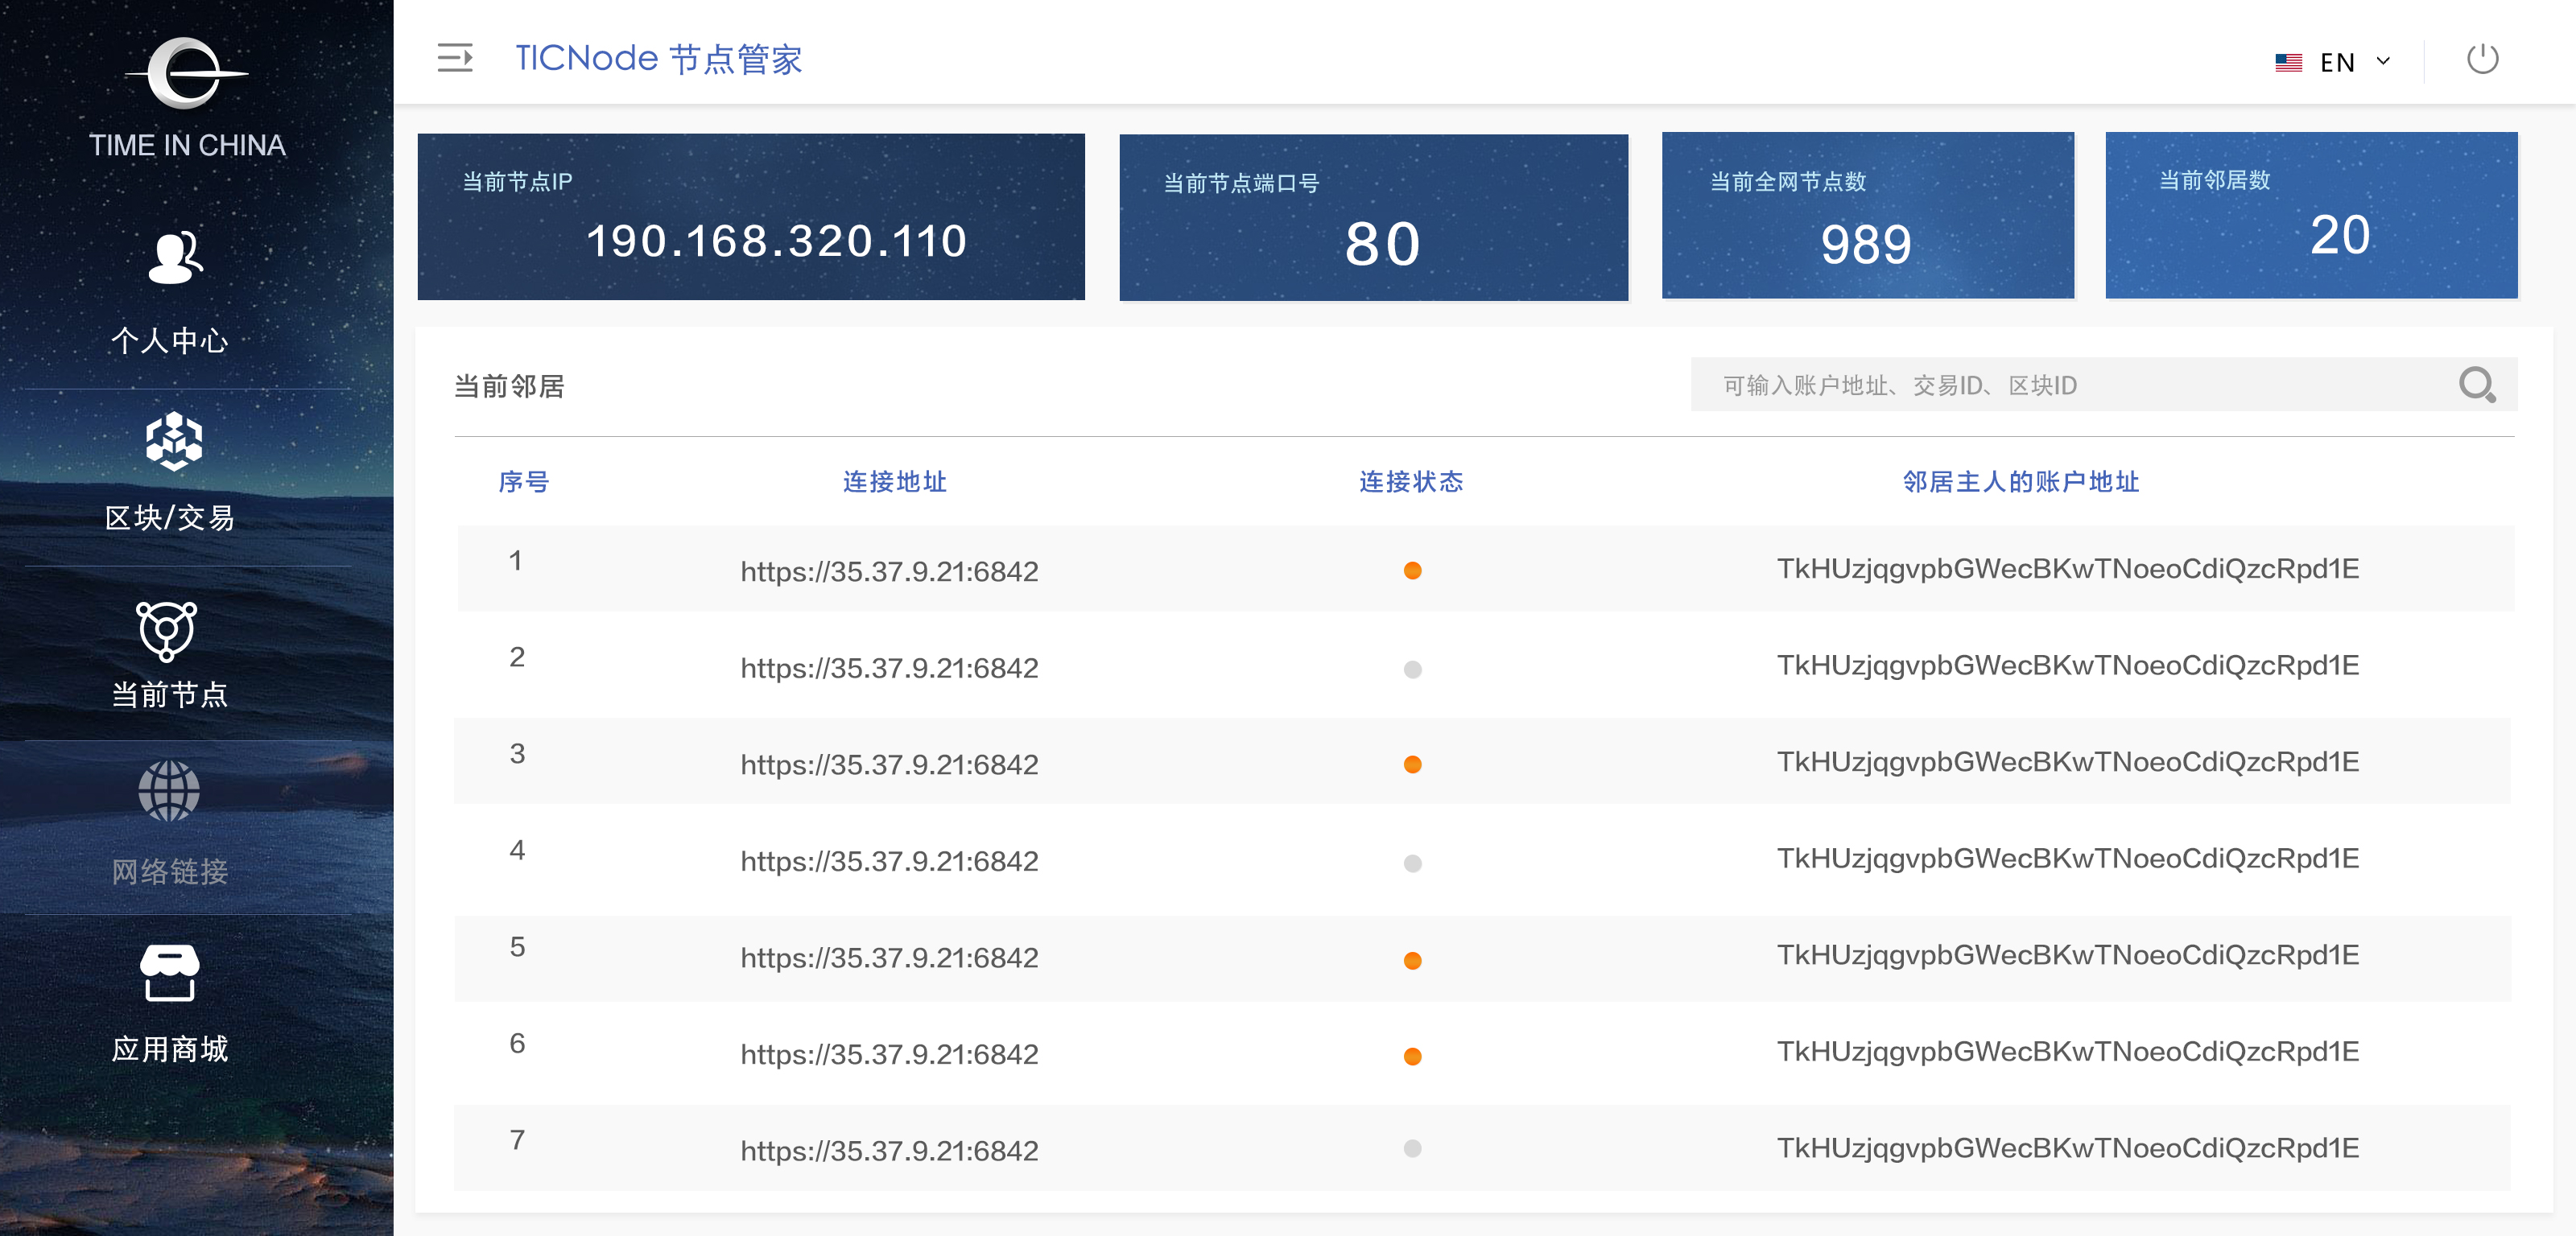 TIME IN CHINA
个人中心
区块/交易
当前节点
网络链接
应用商城
TICNode 节点管家
EN
当前节点IP
190.168.320.110
当前节点端口号
80
当前全网节点数
989
当前邻居数
20
当前邻居
可输入账户地址、交易ID、区块ID
序号 连接地址 连接状态 邻居主人的账户地址
1 https://35.37.9.21:6842 TkHUzjqgvpbGWecBKwTNoeoCdiQzcRpd1E
2 https://35.37.9.21:6842 TkHUzjqgvpbGWecBKwTNoeoCdiQzcRpd1E
3 https://35.37.9.21:6842 TkHUzjqgvpbGWecBKwTNoeoCdiQzcRpd1E
4 https://35.37.9.21:6842 TkHUzjqgvpbGWecBKwTNoeoCdiQzcRpd1E
5 https://35.37.9.21:6842 TkHUzjqgvpbGWecBKwTNoeoCdiQzcRpd1E
6 https://35.37.9.21:6842 TkHUzjqgvpbGWecBKwTNoeoCdiQzcRpd1E
7 https://35.37.9.21:6842 TkHUzjqgvpbGWecBKwTNoeoCdiQzcRpd1E